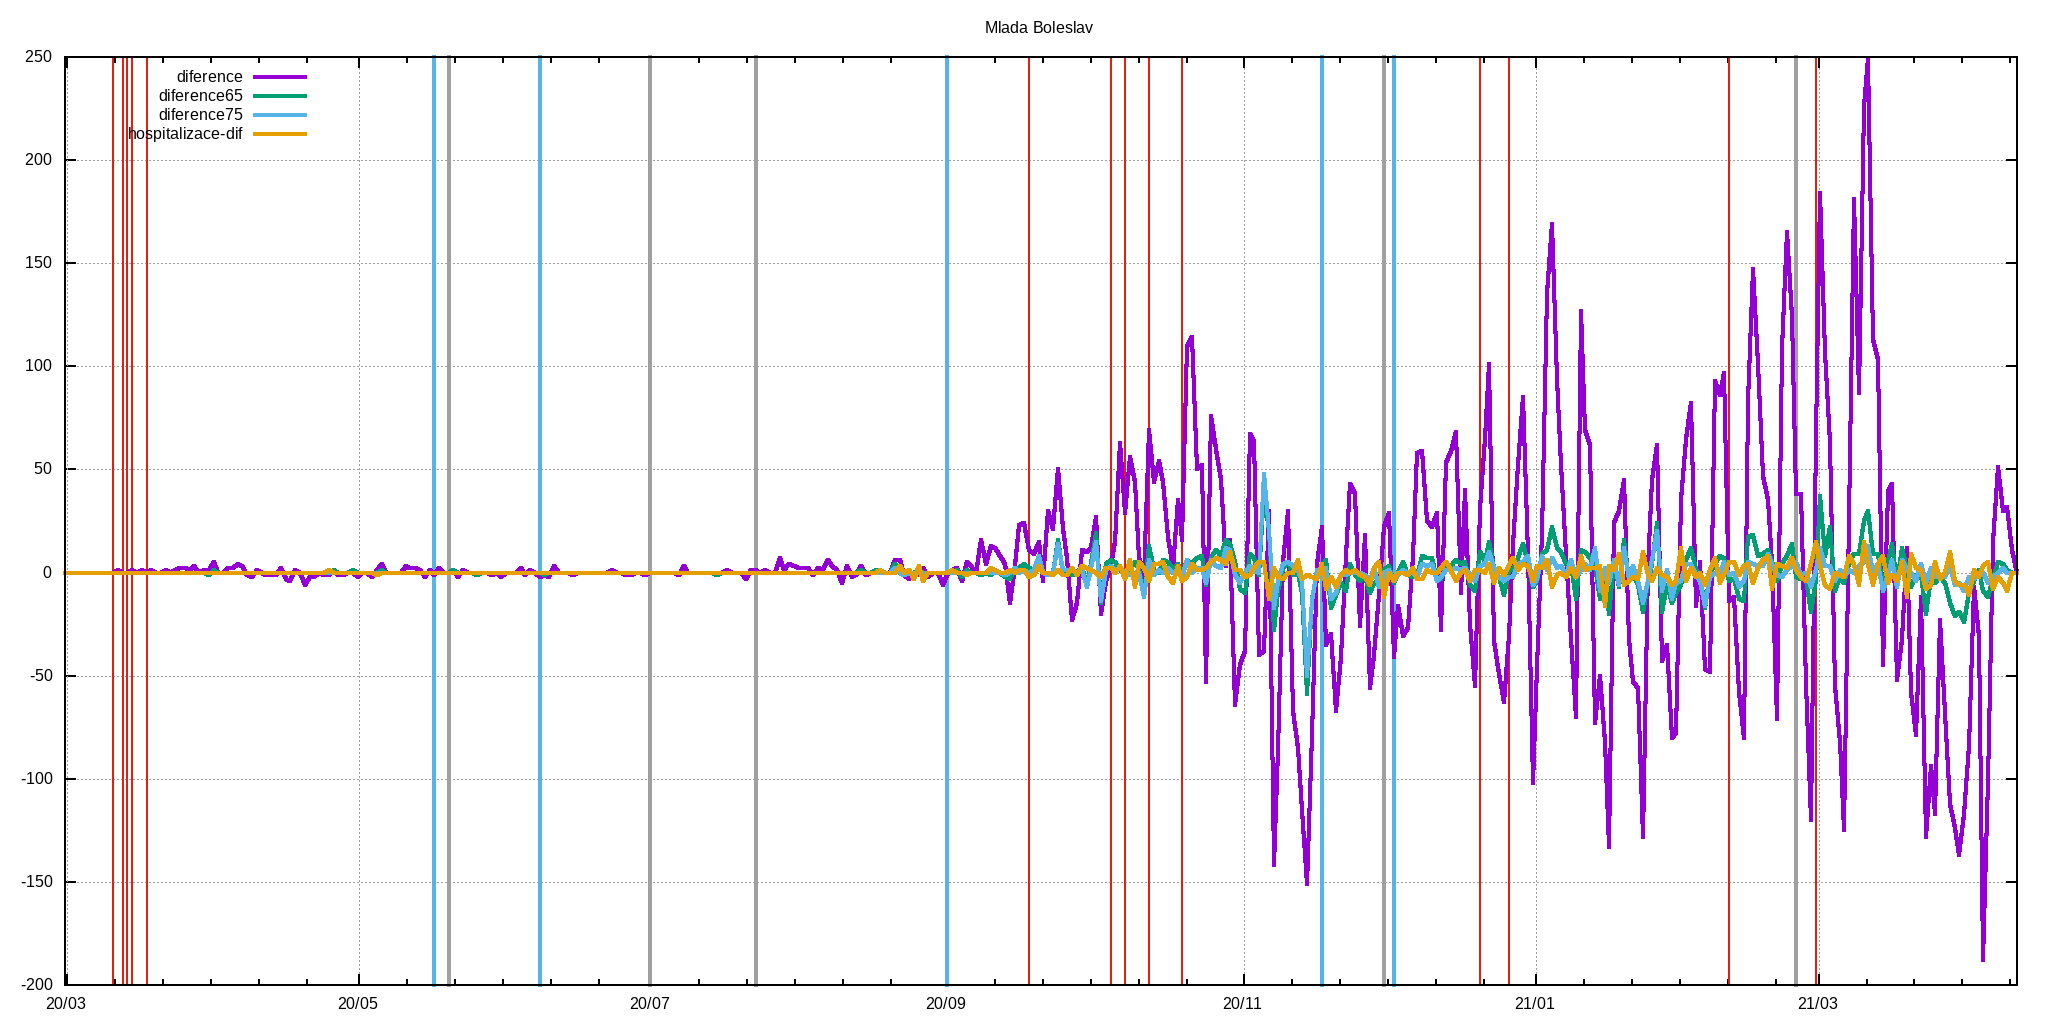 Mlada Boleslav
250
diference
diference65
diference75
hospitalizace-dif
200
150
100
50
0
-50
-100
-150
-200
20/03 20/05 20/07 20/09 20/11 21/01 21/03